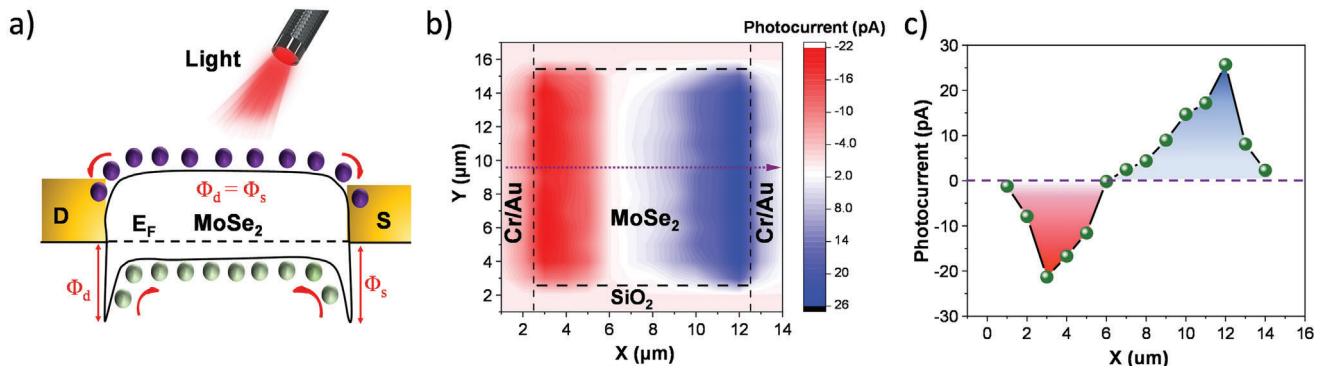 a)
Light
Φd = Φs
D
EF
MoSe2
S
Φd
Φs
b)
Photocurrent (pA)
Y (µm)
16
14
12
10
8
6
4
2
Cr/Au
MoSe2
Cr/Au
SiO2
2
4
6
8
10
12
14
X (µm)
-22
-16
-10
-4.0
2.0
8.0
14
20
26
c)
Photocurrent (pA)
30
20
10
0
-10
-20
-30
0
2
4
6
8
10
12
14
16
X (um)